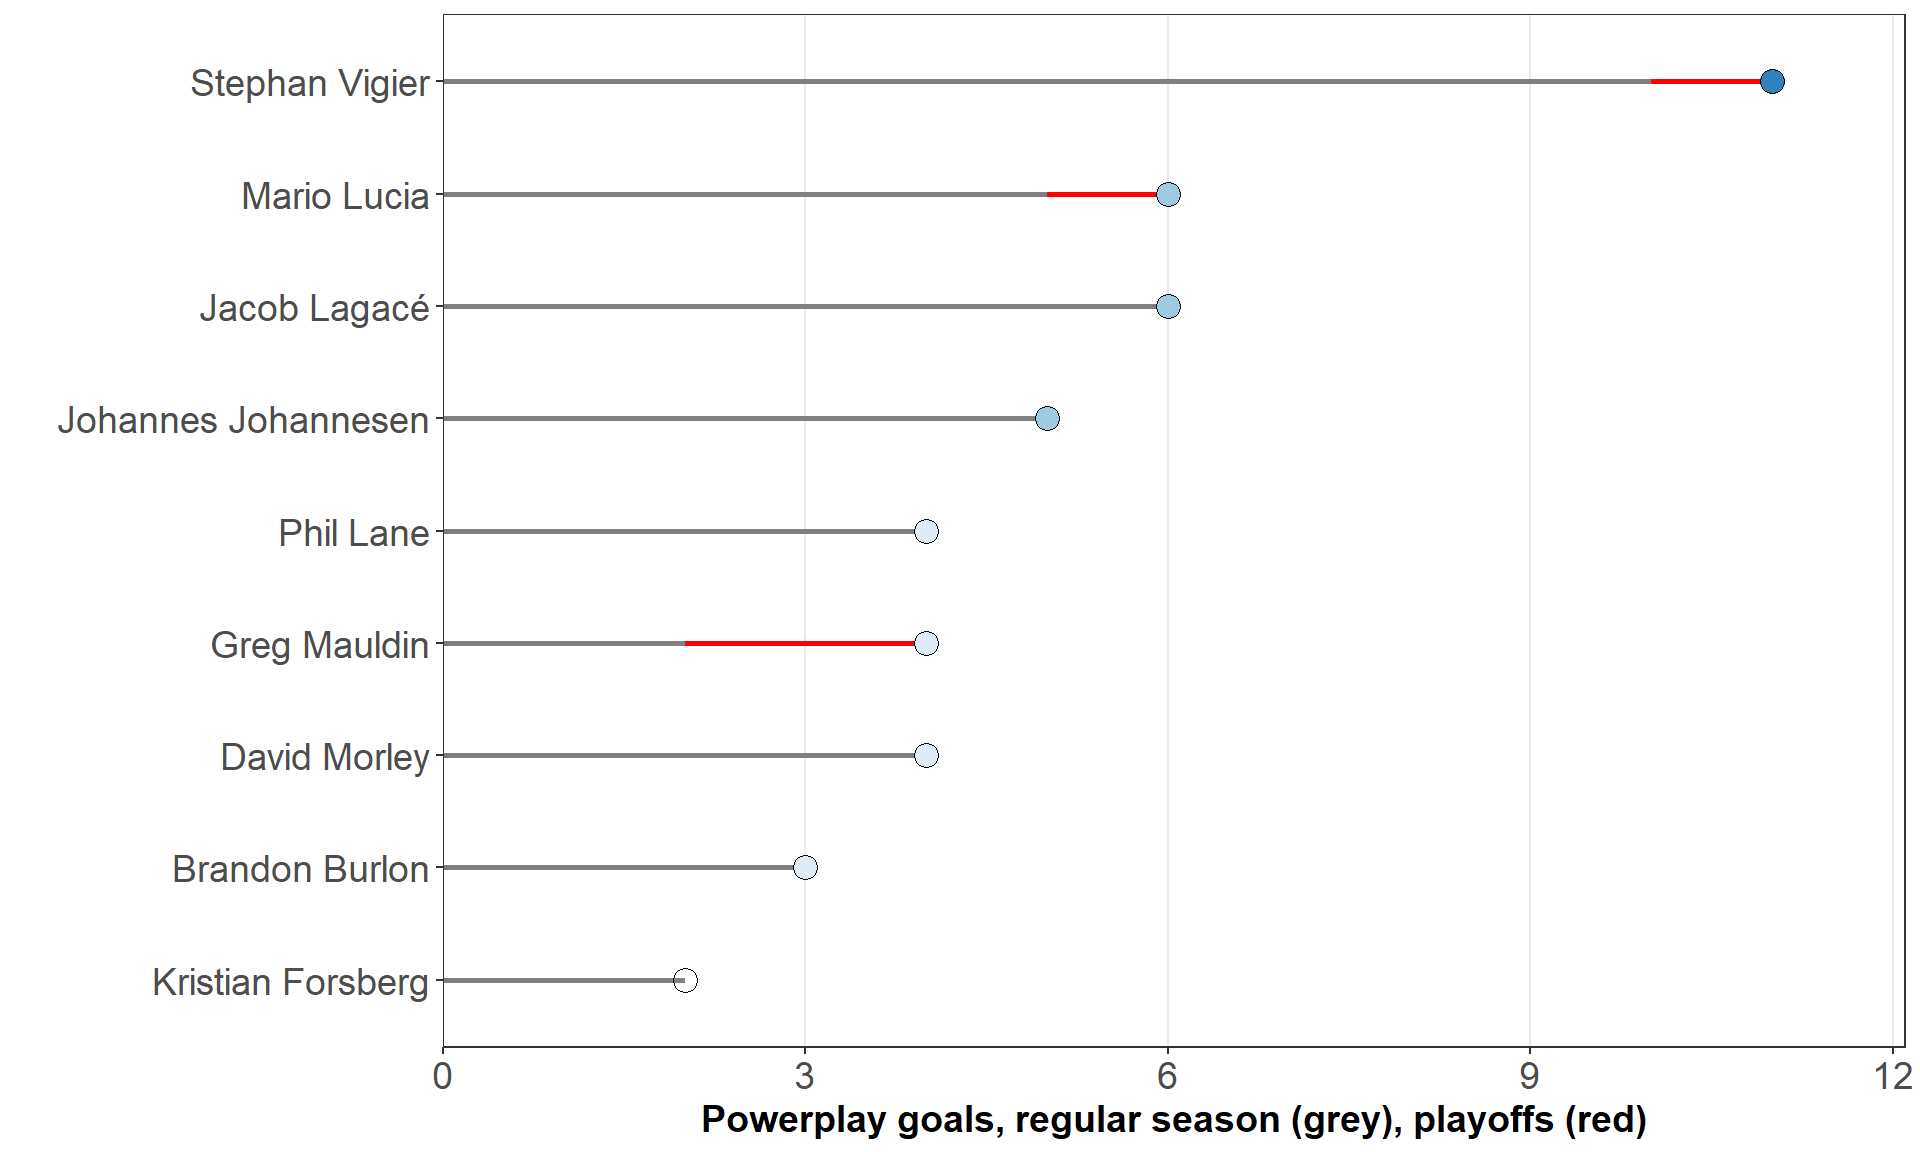 Stephan Vigier
Mario Lucia
Jacob Lagacé
Johannes Johannesen
Phil Lane
Greg Mauldin
David Morley
Brandon Burlon
Kristian Forsberg
0 3 6 9 12
Powerplay goals, regular season (grey), playoffs (red)